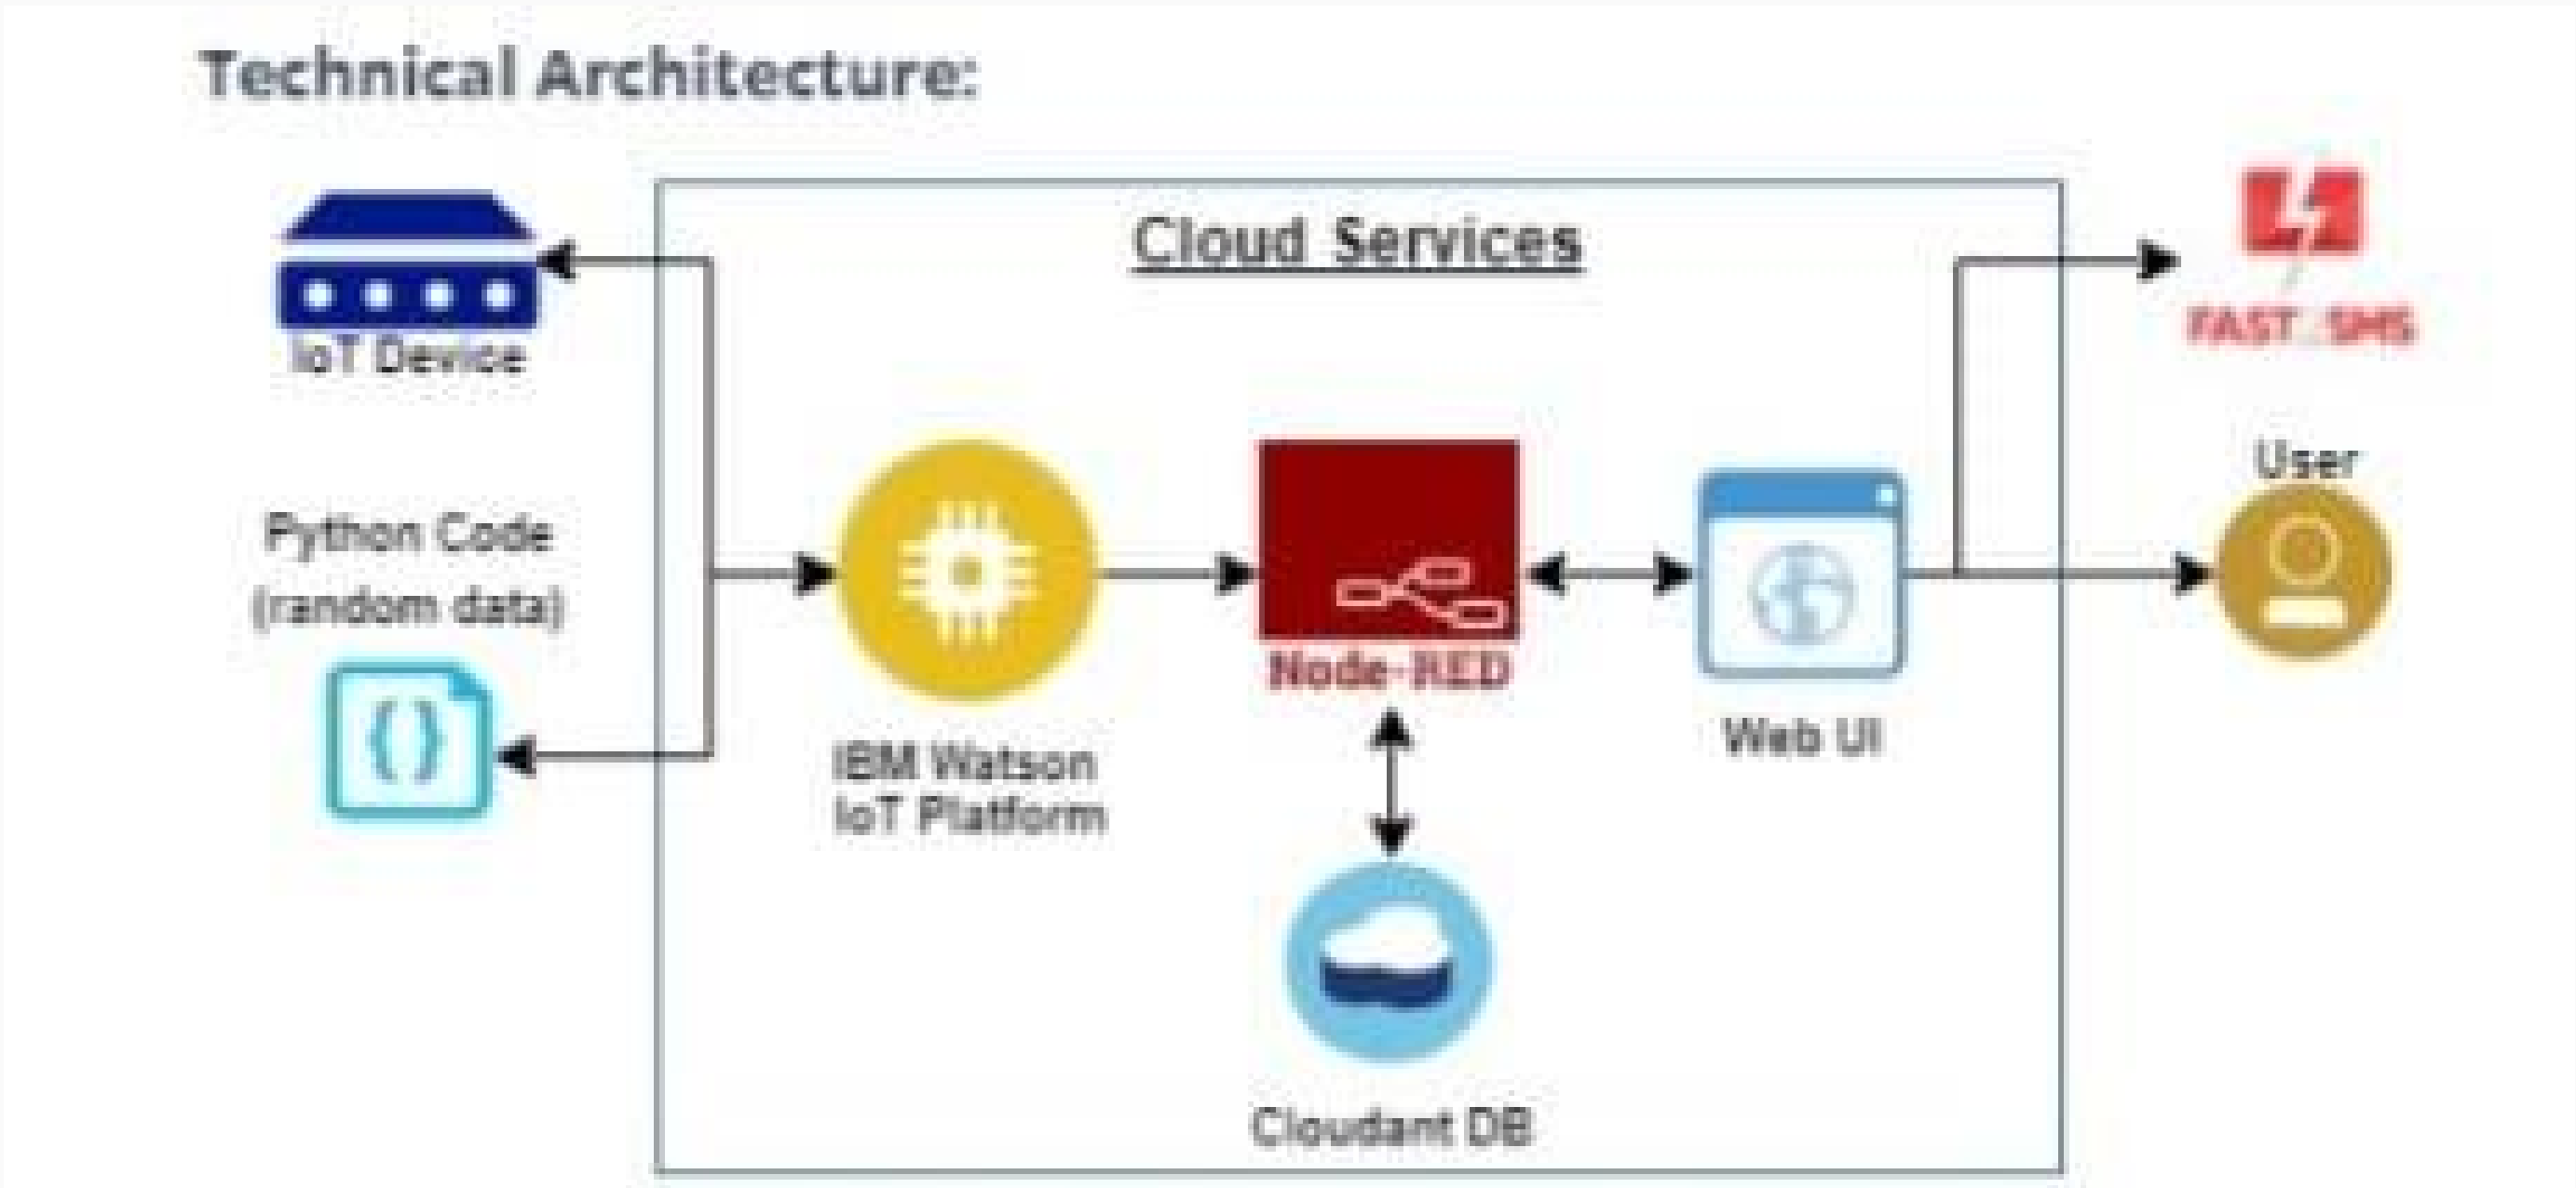 Technical Architecture:
Cloud Services
IoT Device
FAST SMS
User
Python Code
(random data)
Node-RED
Web UI
IBM Watson
IoT Platform
Cloudant DB